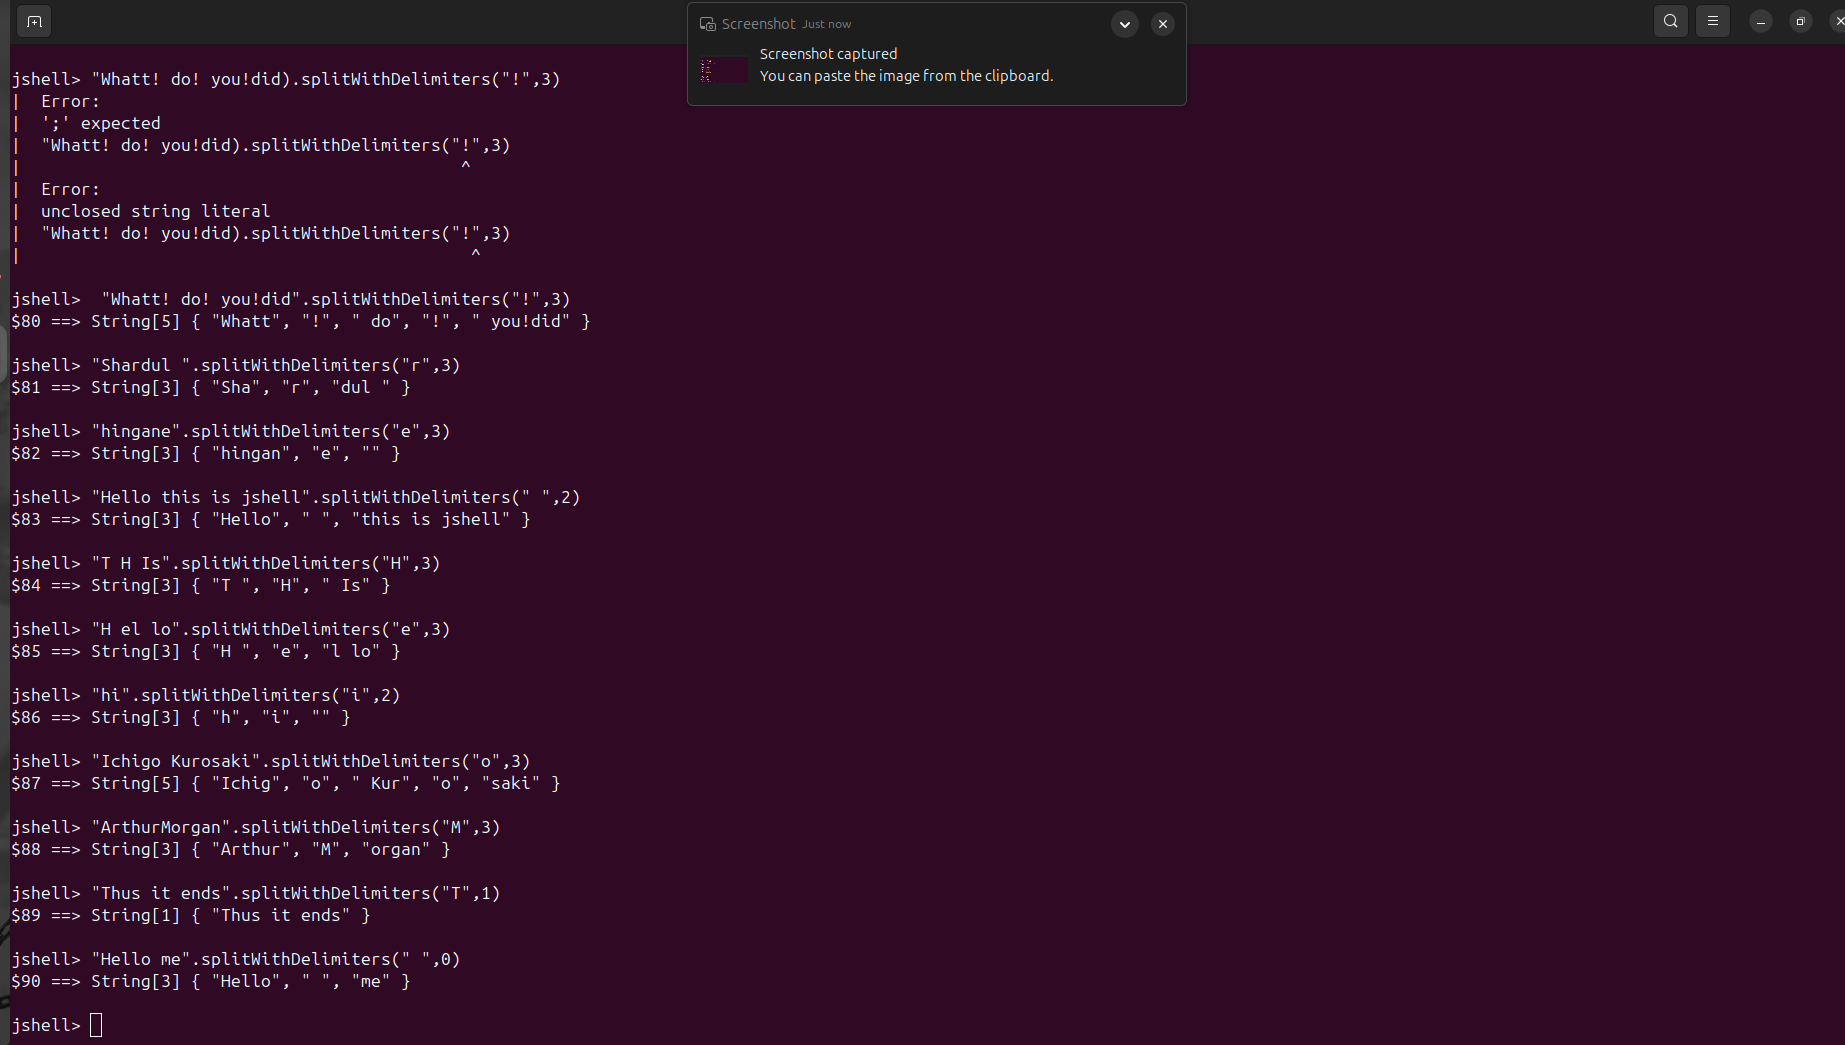 Screenshot Just now
Screenshot captured
You can paste the image from the clipboard.
jshell> "Whatt! do! you!did).splitWithDelimiters("!",3)
|  Error:
|  ';' expected
|  "Whatt! do! you!did).splitWithDelimiters("!",3)
|                                             ^
|  Error:
|  unclosed string literal
|  "Whatt! do! you!did).splitWithDelimiters("!",3)
|                                              ^
jshell>  "Whatt! do! you!did".splitWithDelimiters("!",3)
$80 ==> String[5] { "Whatt", "!", " do", "!", " you!did" }
jshell> "Shardul ".splitWithDelimiters("r",3)
$81 ==> String[3] { "Sha", "r", "dul " }
jshell> "hingane".splitWithDelimiters("e",3)
$82 ==> String[3] { "hingan", "e", "" }
jshell> "Hello this is jshell".splitWithDelimiters(" ",2)
$83 ==> String[3] { "Hello", " ", "this is jshell" }
jshell> "T H Is".splitWithDelimiters("H",3)
$84 ==> String[3] { "T ", "H", " Is" }
jshell> "H el lo".splitWithDelimiters("e",3)
$85 ==> String[3] { "H ", "e", "l lo" }
jshell> "hi".splitWithDelimiters("i",2)
$86 ==> String[3] { "h", "i", "" }
jshell> "Ichigo Kurosaki".splitWithDelimiters("o",3)
$87 ==> String[5] { "Ichig", "o", " Kur", "o", "saki" }
jshell> "ArthurMorgan".splitWithDelimiters("M",3)
$88 ==> String[3] { "Arthur", "M", "organ" }
jshell> "Thus it ends".splitWithDelimiters("T",1)
$89 ==> String[1] { "Thus it ends" }
jshell> "Hello me".splitWithDelimiters(" ",0)
$90 ==> String[3] { "Hello", " ", "me" }
jshell>